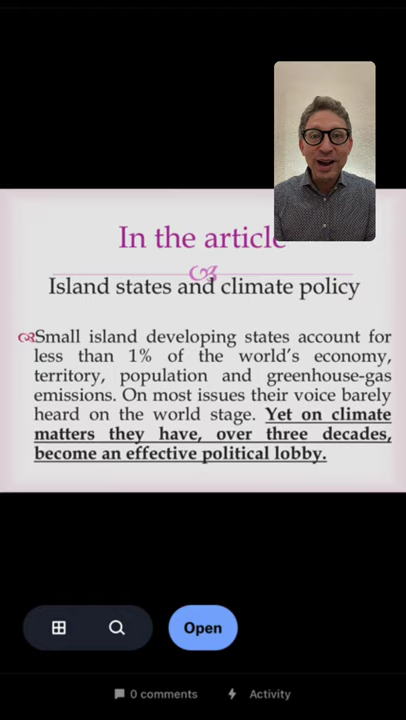 In the article
Island states and climate policy
Small island developing states account for
less than 1% of the world's economy,
territory, population and greenhouse-gas
emissions. On most issues their voice barely
heard on the world stage. Yet on climate
matters they have, over three decades,
become an effective political lobby.
Open
0 comments
Activity